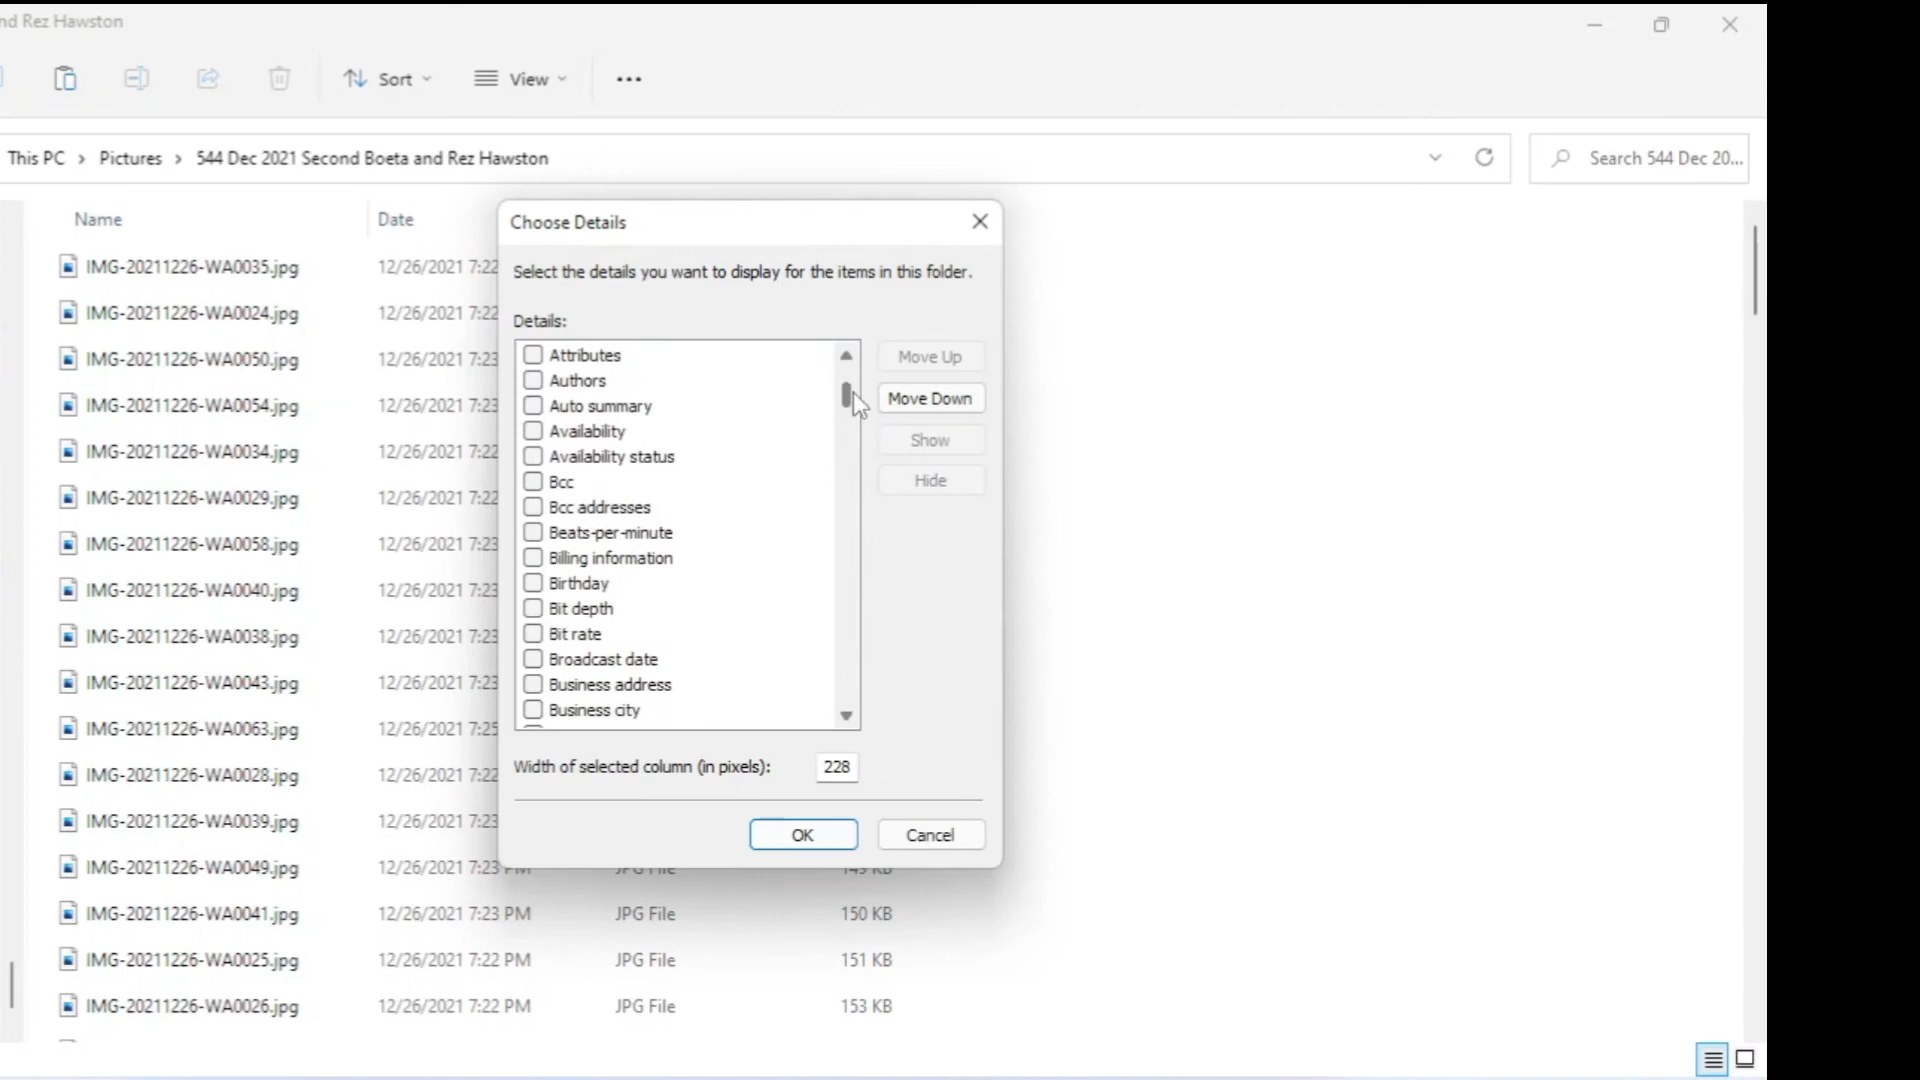 nd Rez Hawston
Sort
View
This PC > Pictures > 544 Dec 2021 Second Boeta and Rez Hawston
Search 544 Dec 20...
Name
Date
IMG-20211226-WA0035.jpg 12/26/2021 7:22
IMG-20211226-WA0024.jpg 12/26/2021 7:22
IMG-20211226-WA0050.jpg 12/26/2021 7:23
IMG-20211226-WA0054.jpg 12/26/2021 7:23
IMG-20211226-WA0034.jpg 12/26/2021 7:22
IMG-20211226-WA0029.jpg 12/26/2021 7:22
IMG-20211226-WA0058.jpg 12/26/2021 7:23
IMG-20211226-WA0040.jpg 12/26/2021 7:23
IMG-20211226-WA0038.jpg 12/26/2021 7:23
IMG-20211226-WA0043.jpg 12/26/2021 7:23
IMG-20211226-WA0063.jpg 12/26/2021 7:25
IMG-20211226-WA0028.jpg 12/26/2021 7:22
IMG-20211226-WA0039.jpg 12/26/2021 7:23
IMG-20211226-WA0049.jpg 12/26/2021 7:23 PM JPG File 149 KB
IMG-20211226-WA0041.jpg 12/26/2021 7:23 PM JPG File 150 KB
IMG-20211226-WA0025.jpg 12/26/2021 7:22 PM JPG File 151 KB
IMG-20211226-WA0026.jpg 12/26/2021 7:22 PM JPG File 153 KB
Choose Details
Select the details you want to display for the items in this folder.
Details:
Attributes
Authors
Auto summary
Availability
Availability status
Bcc
Bcc addresses
Beats-per-minute
Billing information
Birthday
Bit depth
Bit rate
Broadcast date
Business address
Business city
Move Up
Move Down
Show
Hide
Width of selected column (in pixels): 228
OK
Cancel